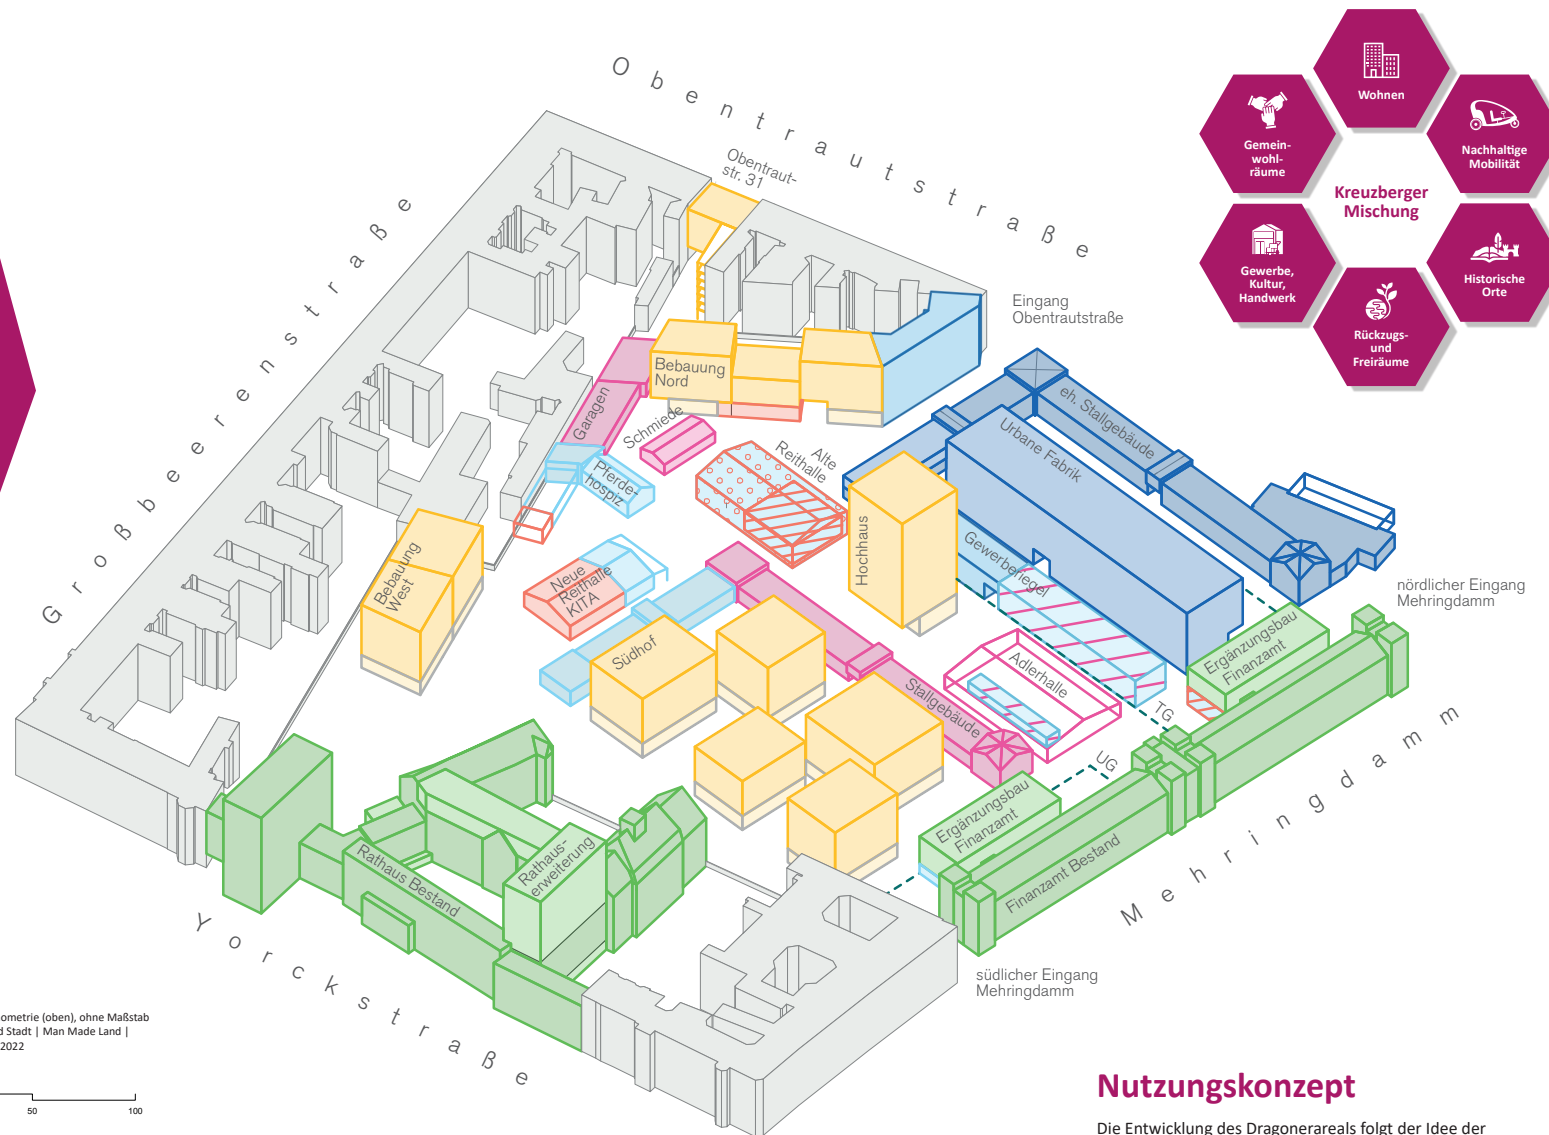 Obentrautstraße
Großbeerenstraße
Obentraut-
str. 31
Eingang
Obentrautstraße
Wohnen
Gemein-
wohl-
räume
Nachhaltige
Mobilität
Kreuzberger
Mischung
Gewerbe,
Kultur,
Handwerk
Historische
Orte
Rückzugs-
und
Freiräume
Bebauung
Nord
Garagen
Schmiede
Pferde-
hospiz
Alte
Reithalle
eh. Stallgebäude
Urbane Fabrik
Hochhaus
Gewerberiegel
Bebauung
West
Neue
Reithalle
KITA
Südhof
Stallgebäude
Adlerhalle
nördlicher Eingang
Mehringdamm
Ergänzungsbau
Finanzamt
TG
UG
Mehringdamm
Ergänzungsbau
Finanzamt
Finanzamt Bestand
Rathaus Bestand
Rathaus-
erweiterung
Yorckstraße
südlicher Eingang
Mehringdamm
ometrie (oben), ohne Maßstab
d Stadt | Man Made Land |
2022
50
100
Nutzungskonzept
Die Entwicklung des Dragonerareals folgt der Idee der